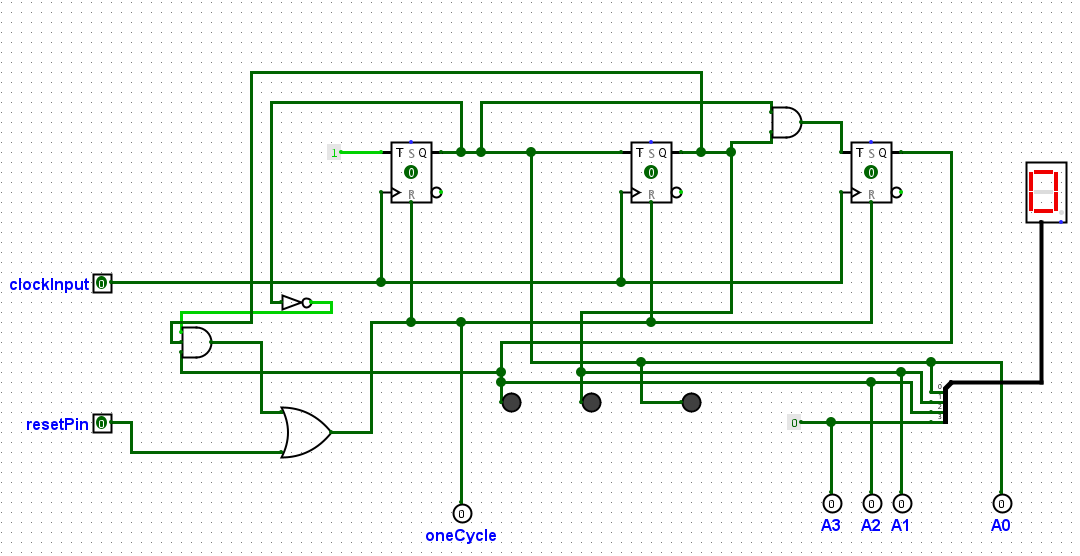 1 T S Q 0 R
T S Q 0 R
T S Q 0 R
0
clockInput 0
resetPin 0
0
0
oneCycle
0 0 0 0
A3 A2 A1 A0